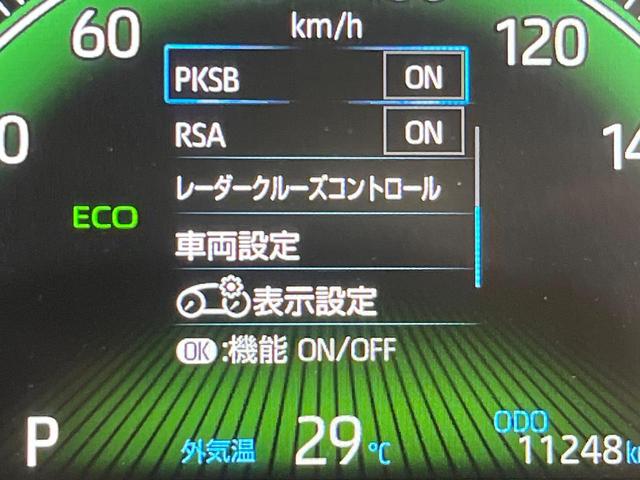 km/h
60
120
PKSB ON
RSA ON
レーダークルーズコントロール
ECO
車両設定
表示設定
OK :機能 ON/OFF
P
外気温 29℃
ODO
11248